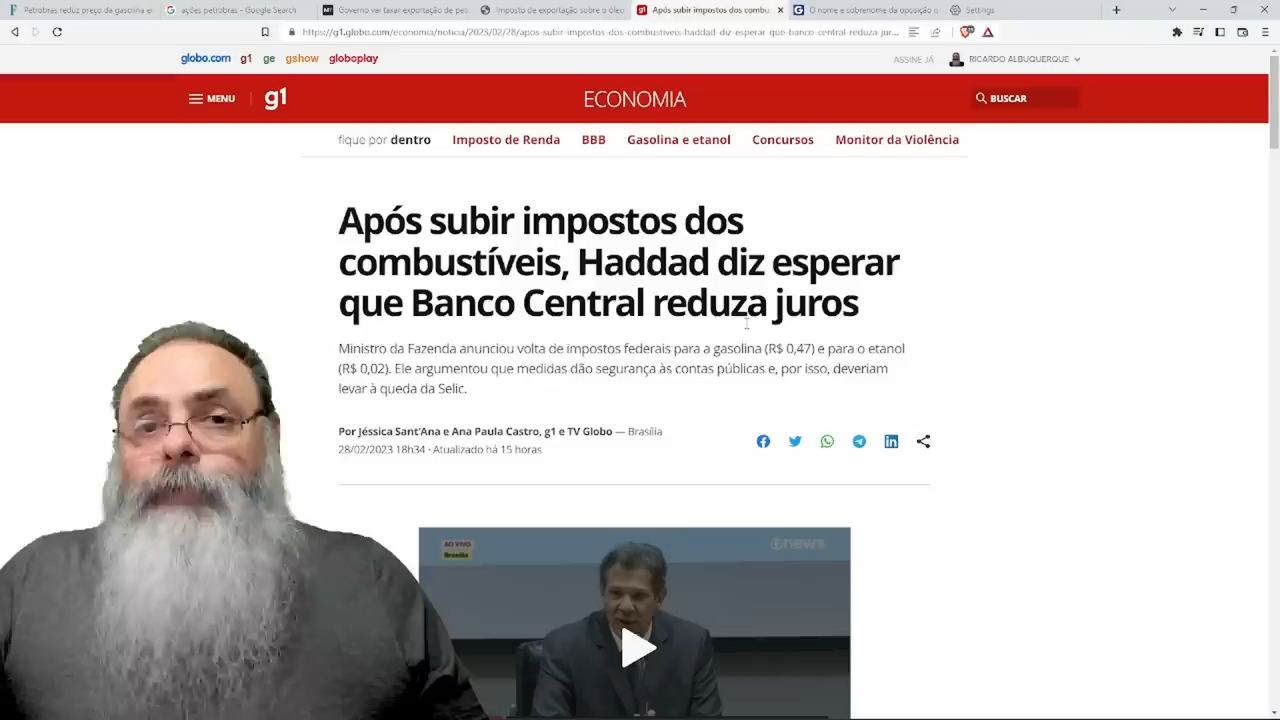 Petrobras reduz preço da gasolina e
ações petrobras - Google Search
Governo vai taxar exportação de pet
Imposto de exportação sobre o óleo
Após subir impostos dos combus
O nome e sobrenome da oposição o
Settings
https://g1.globo.com/economia/noticia/2023/02/28/apos-subir-impostos-dos-combustiveis-haddad-diz-esperar-que-banco-central-reduza-jur...
globo.com g1 ge gshow globoplay
ASSINE JÁ
RICARDO ALBUQUERQUE
MENU
g1
ECONOMIA
BUSCAR
fique por dentro Imposto de Renda BBB Gasolina e etanol Concursos Monitor da Violência
Após subir impostos dos
combustíveis, Haddad diz esperar
que Banco Central reduza juros
Ministro da Fazenda anunciou volta de impostos federais para a gasolina (R$ 0,47) e para o etanol
(R$ 0,02). Ele argumentou que medidas dão segurança às contas públicas e, por isso, deveriam
levar à queda da Selic.
Por Jéssica Sant'Ana e Ana Paula Castro, g1 e TV Globo — Brasília
28/02/2023 18h34 · Atualizado há 15 horas
AO VIVO
Brasília
news